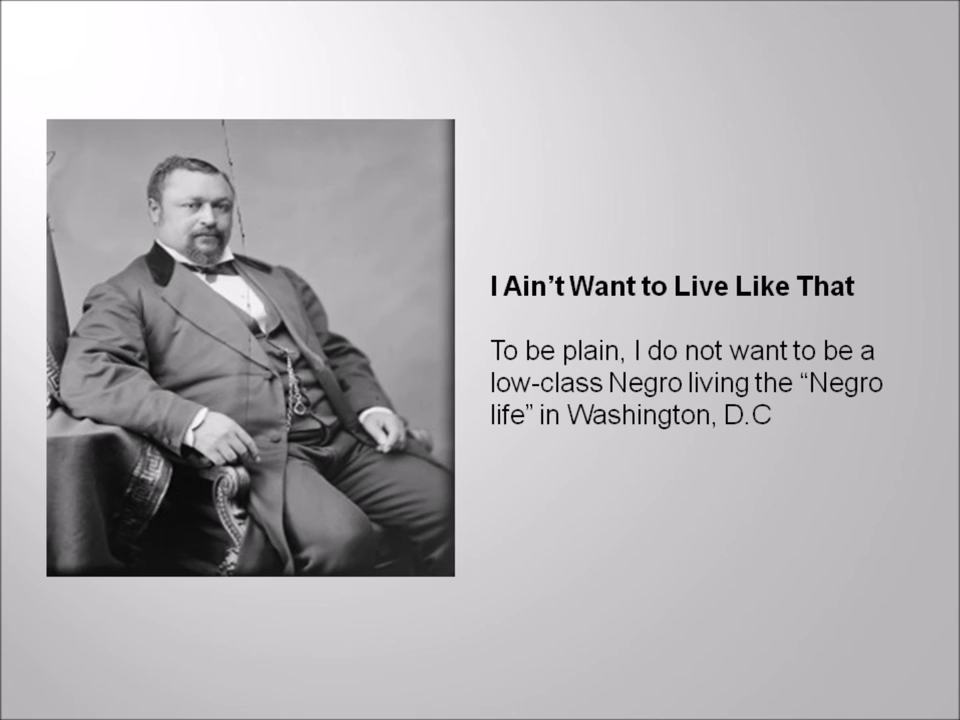 I Ain’t Want to Live Like That
To be plain, I do not want to be a
low-class Negro living the “Negro
life” in Washington, D.C